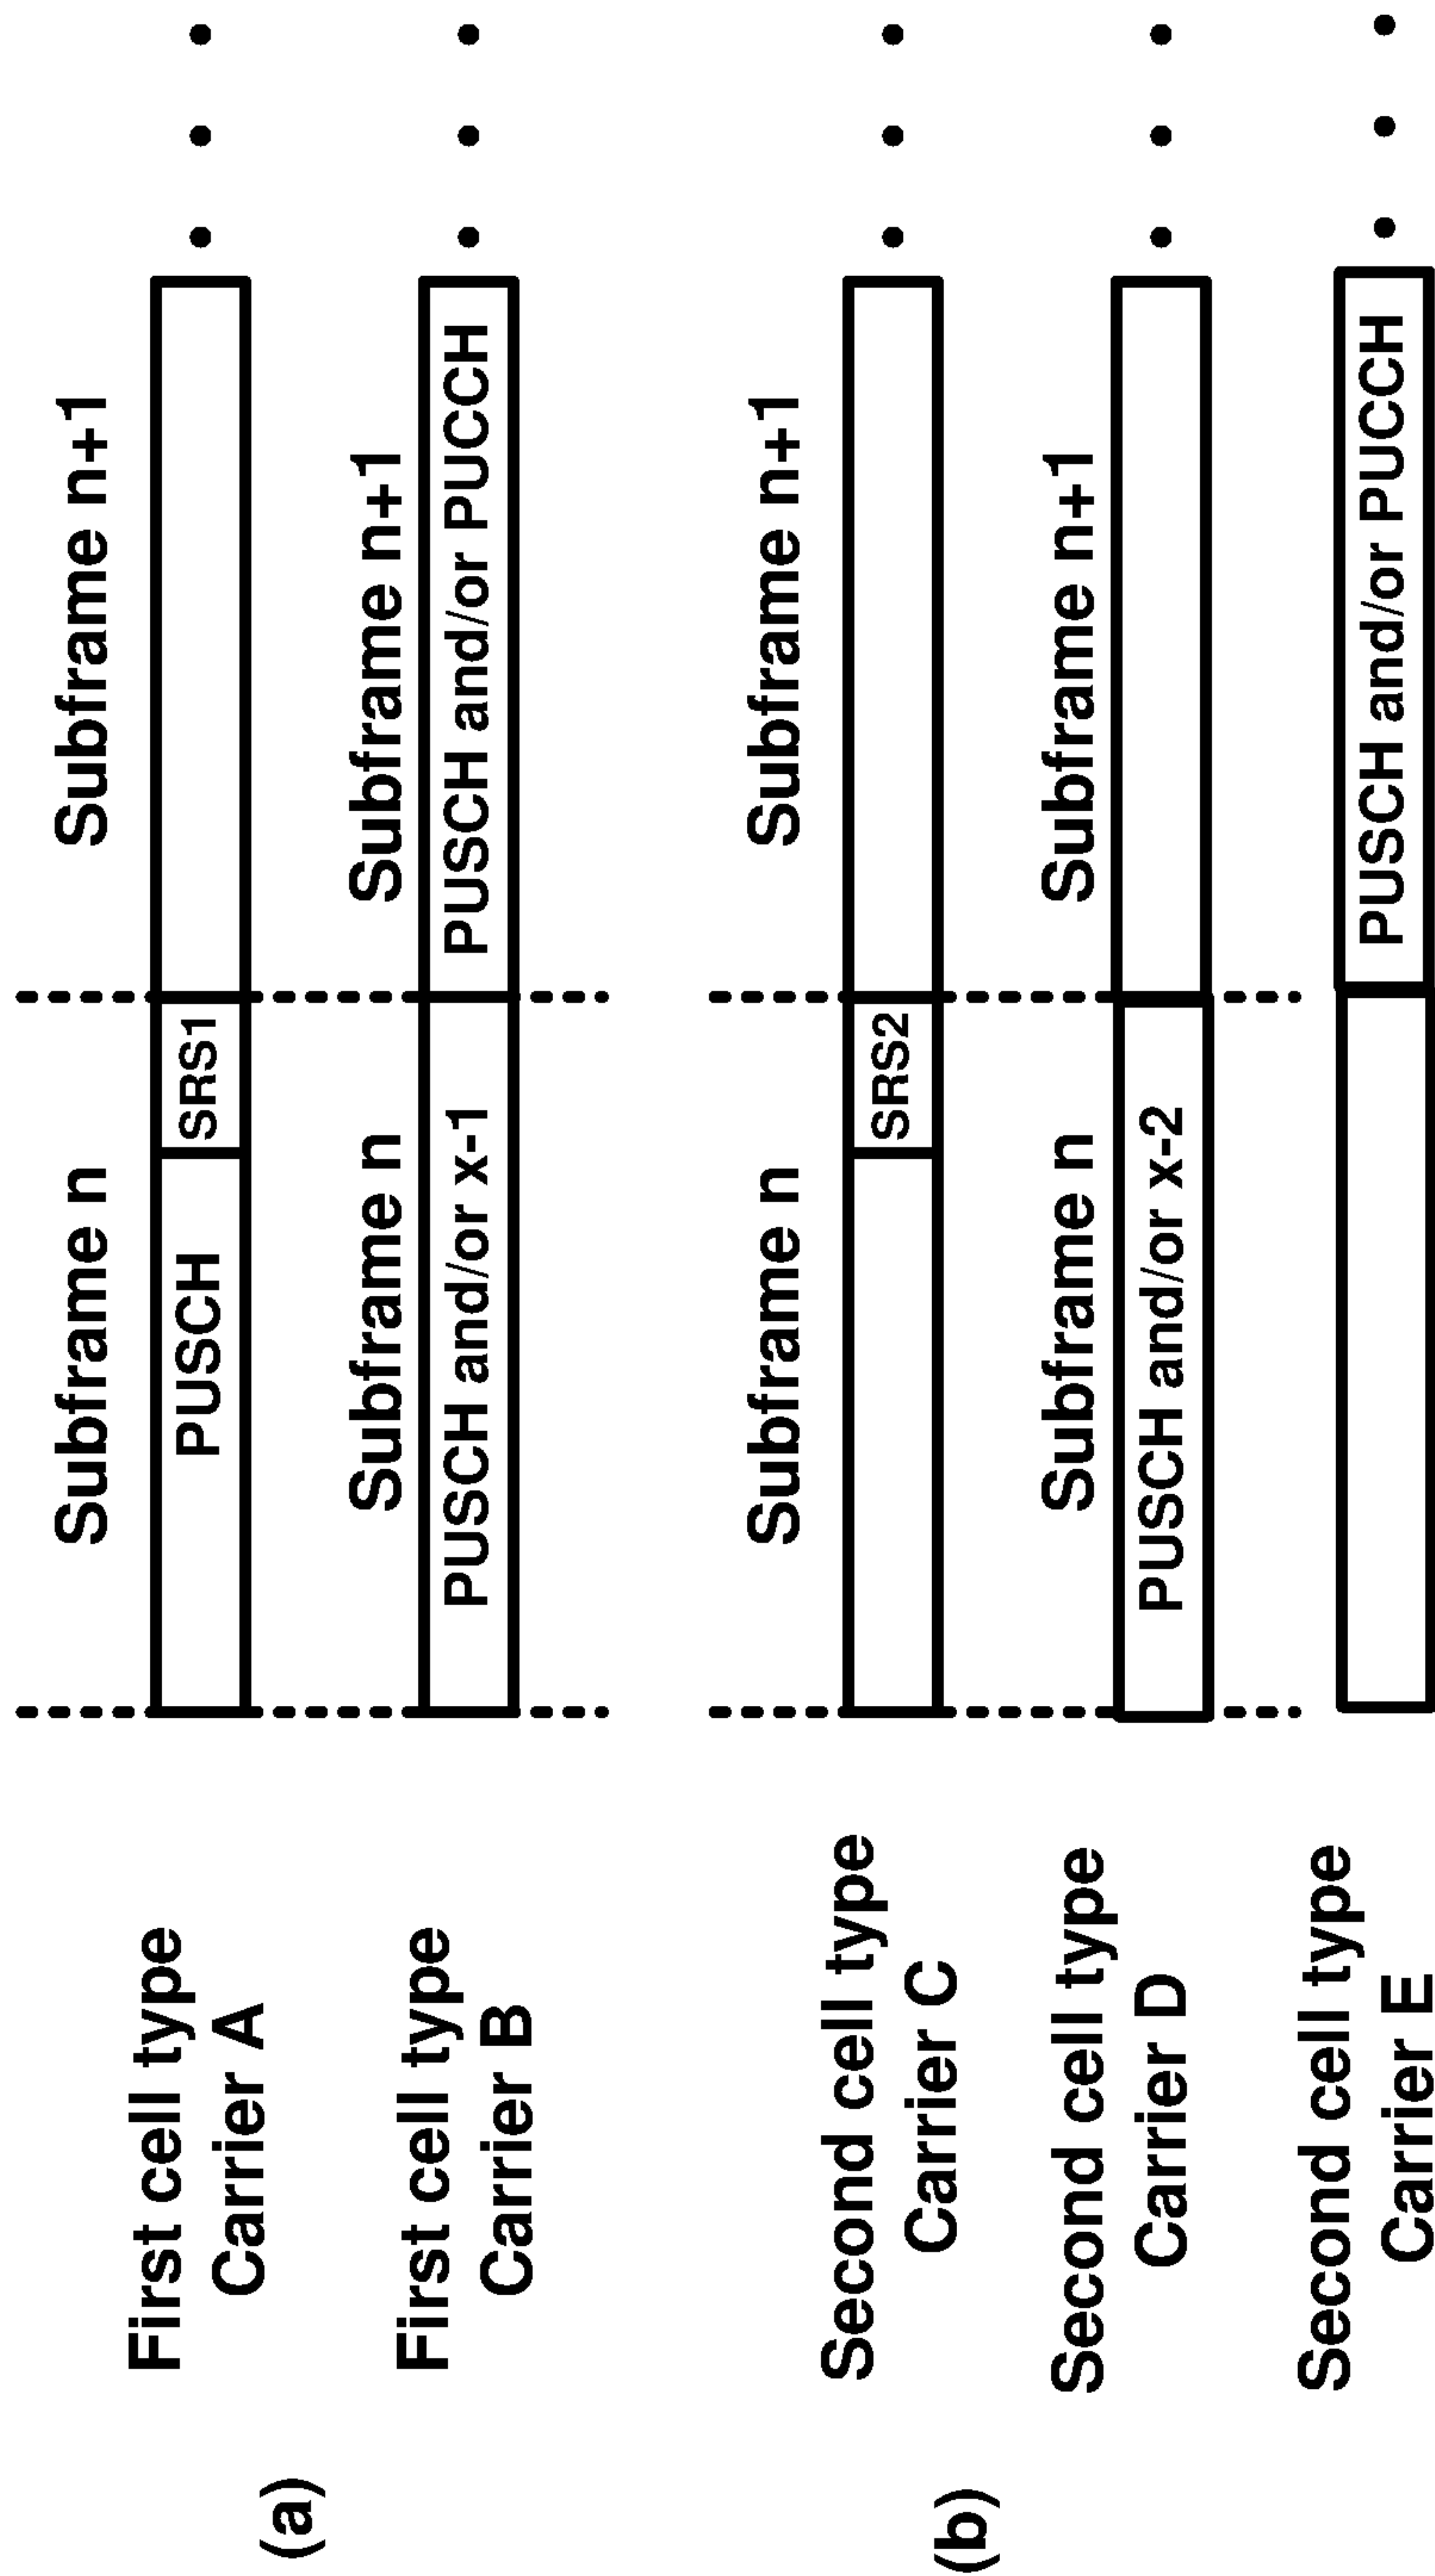 (a)
Subframe n
Subframe n+1
First cell type
Carrier A
PUSCH
SRS1
Subframe n
Subframe n+1
First cell type
Carrier B
PUSCH and/or x-1
PUSCH and/or PUCCH
(b)
Subframe n
Subframe n+1
Second cell type
Carrier C
SRS2
Subframe n
Subframe n+1
Second cell type
Carrier D
PUSCH and/or x-2
Second cell type
Carrier E
PUSCH and/or PUCCH